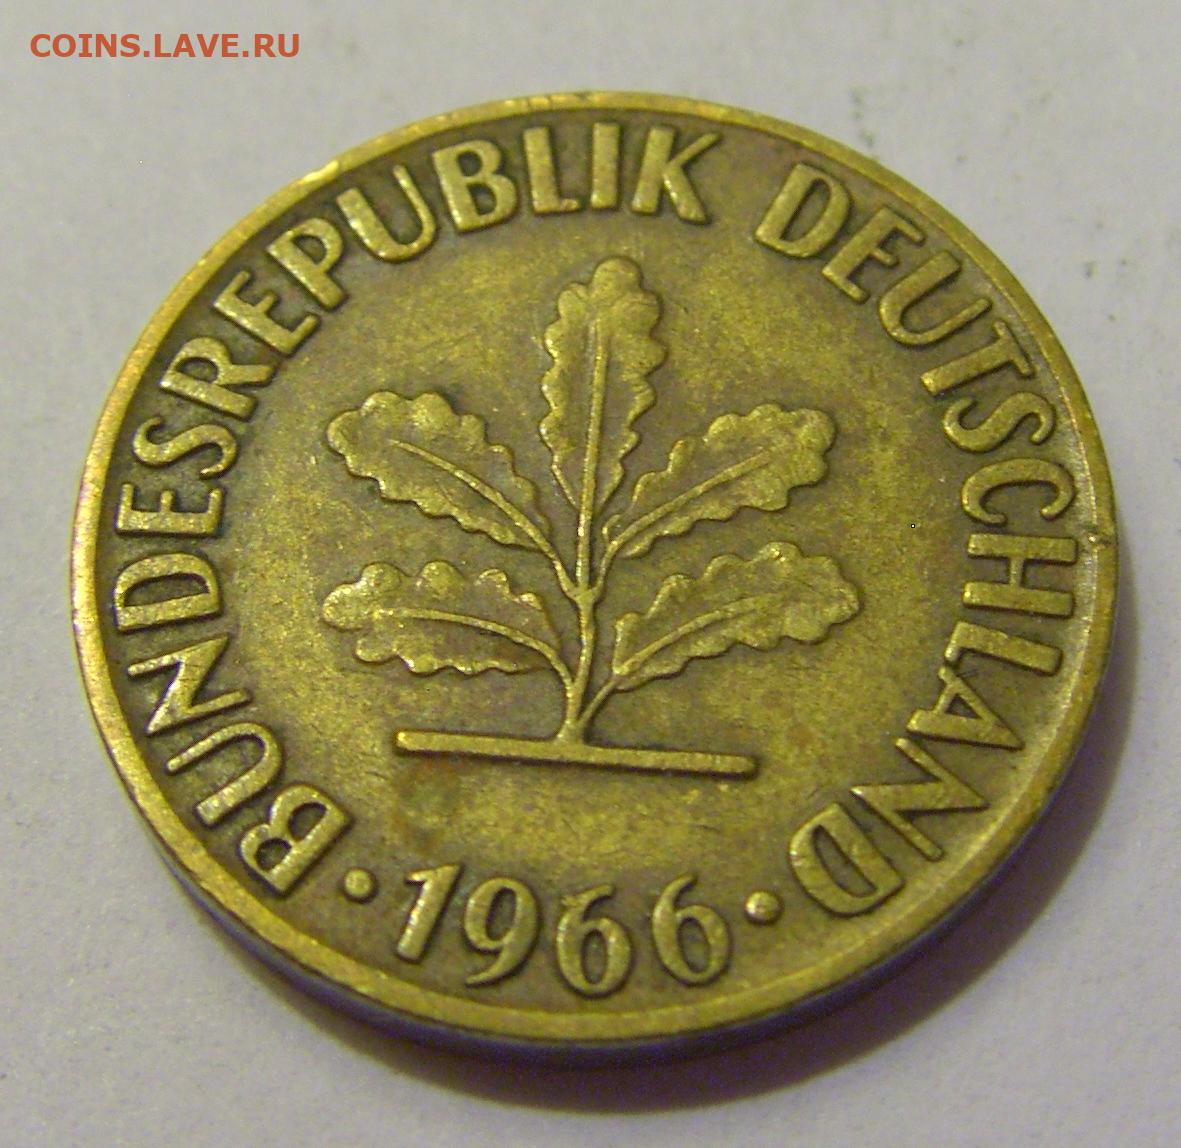 COINS.LAVE.RU
BUNDESREPUBLIK DEUTSCHLAND
· 1966 ·